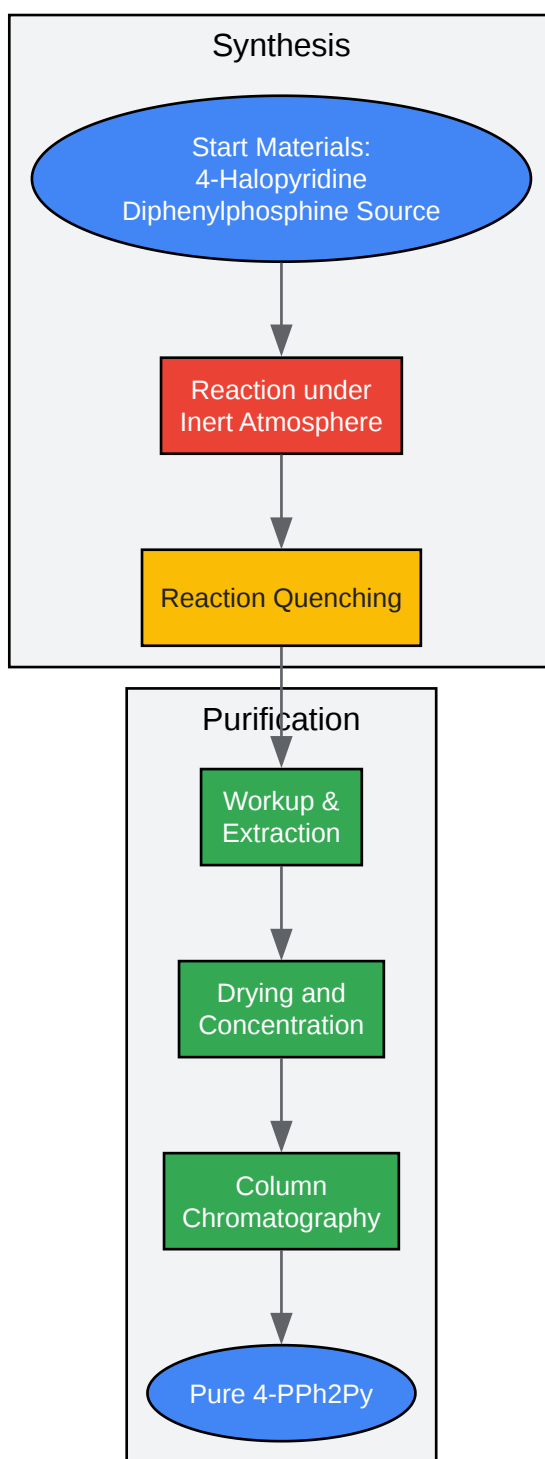 Synthesis
Start Materials:
4-Halopyridine
Diphenylphosphine Source
Reaction under
Inert Atmosphere
Reaction Quenching
Purification
Workup &
Extraction
Drying and
Concentration
Column
Chromatography
Pure 4-PPh2Py